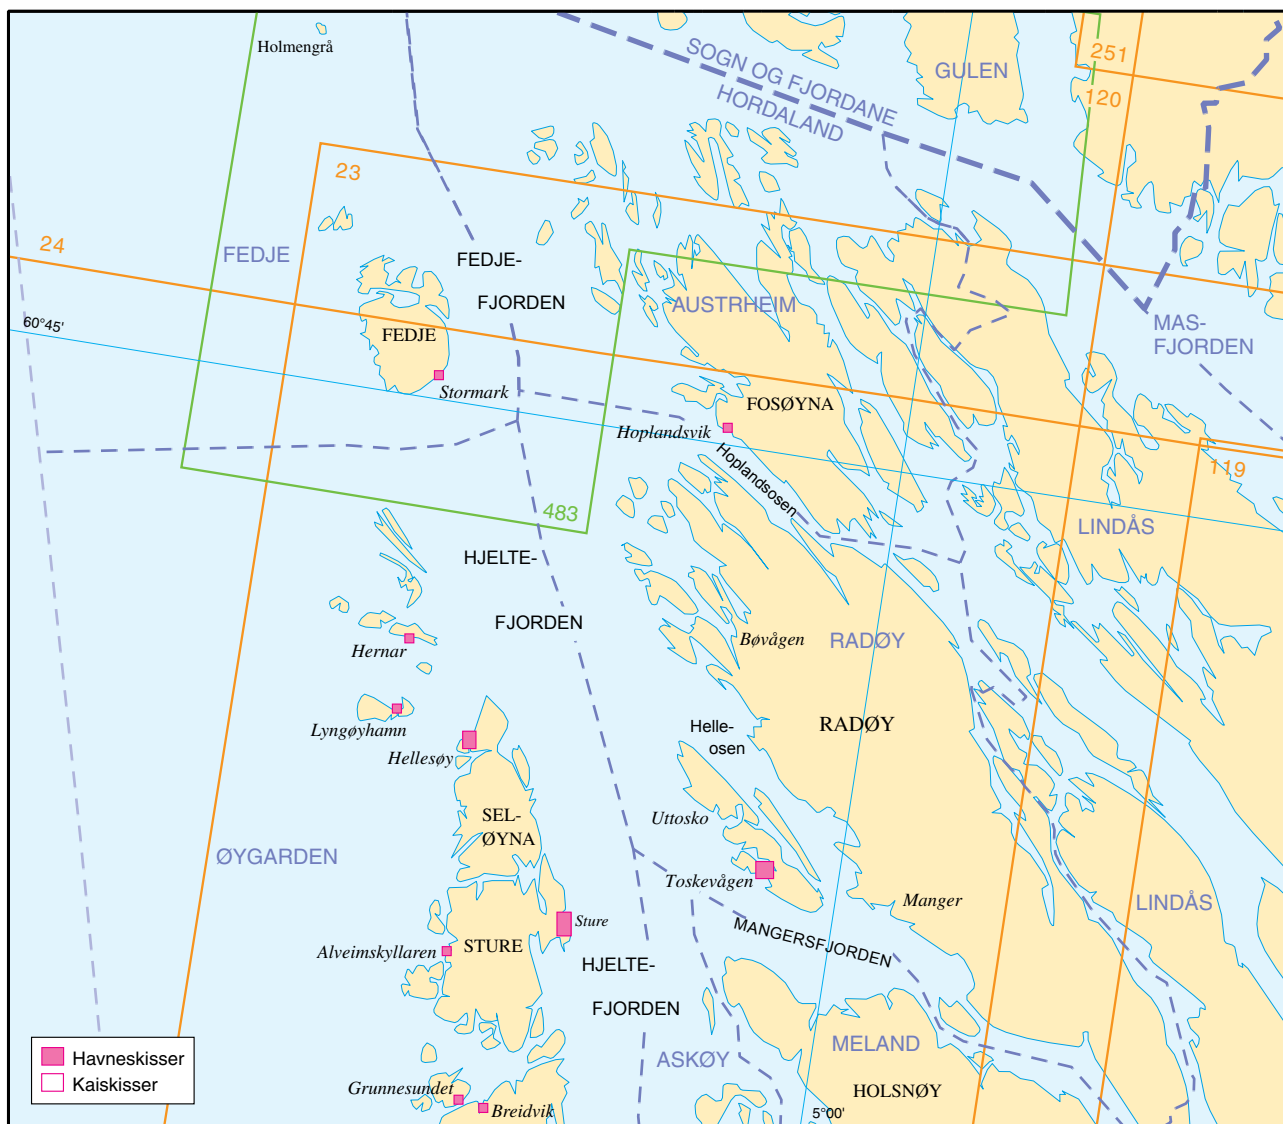 Holmengrå
SOGN OG FJORDANE
HORDALAND
GULEN
251
120
23
24
FEDJE
FEDJE-
FJORDEN
AUSTRHEIM
MAS-
FJORDEN
60°45'
FEDJE
Stormark
FOSØYNA
Hoplandsvik
Hoplandsosen
119
483
LINDÅS
HJELTE-
FJORDEN
Hernar
Bøvågen
RADØY
Lyngøyhamn
Hellesøy
Helle-
osen
RADØY
SEL-
ØYNA
Uttosko
ØYGARDEN
Toskevågen
Manger
LINDÅS
Sture
MANGERSFJORDEN
Alveimskyllaren
STURE
HJELTE-
FJORDEN
MELAND
ASKØY
Havneskisser
Kaiskisser
Grunnesundet
Breidvik
HOLSNØY
5°00'